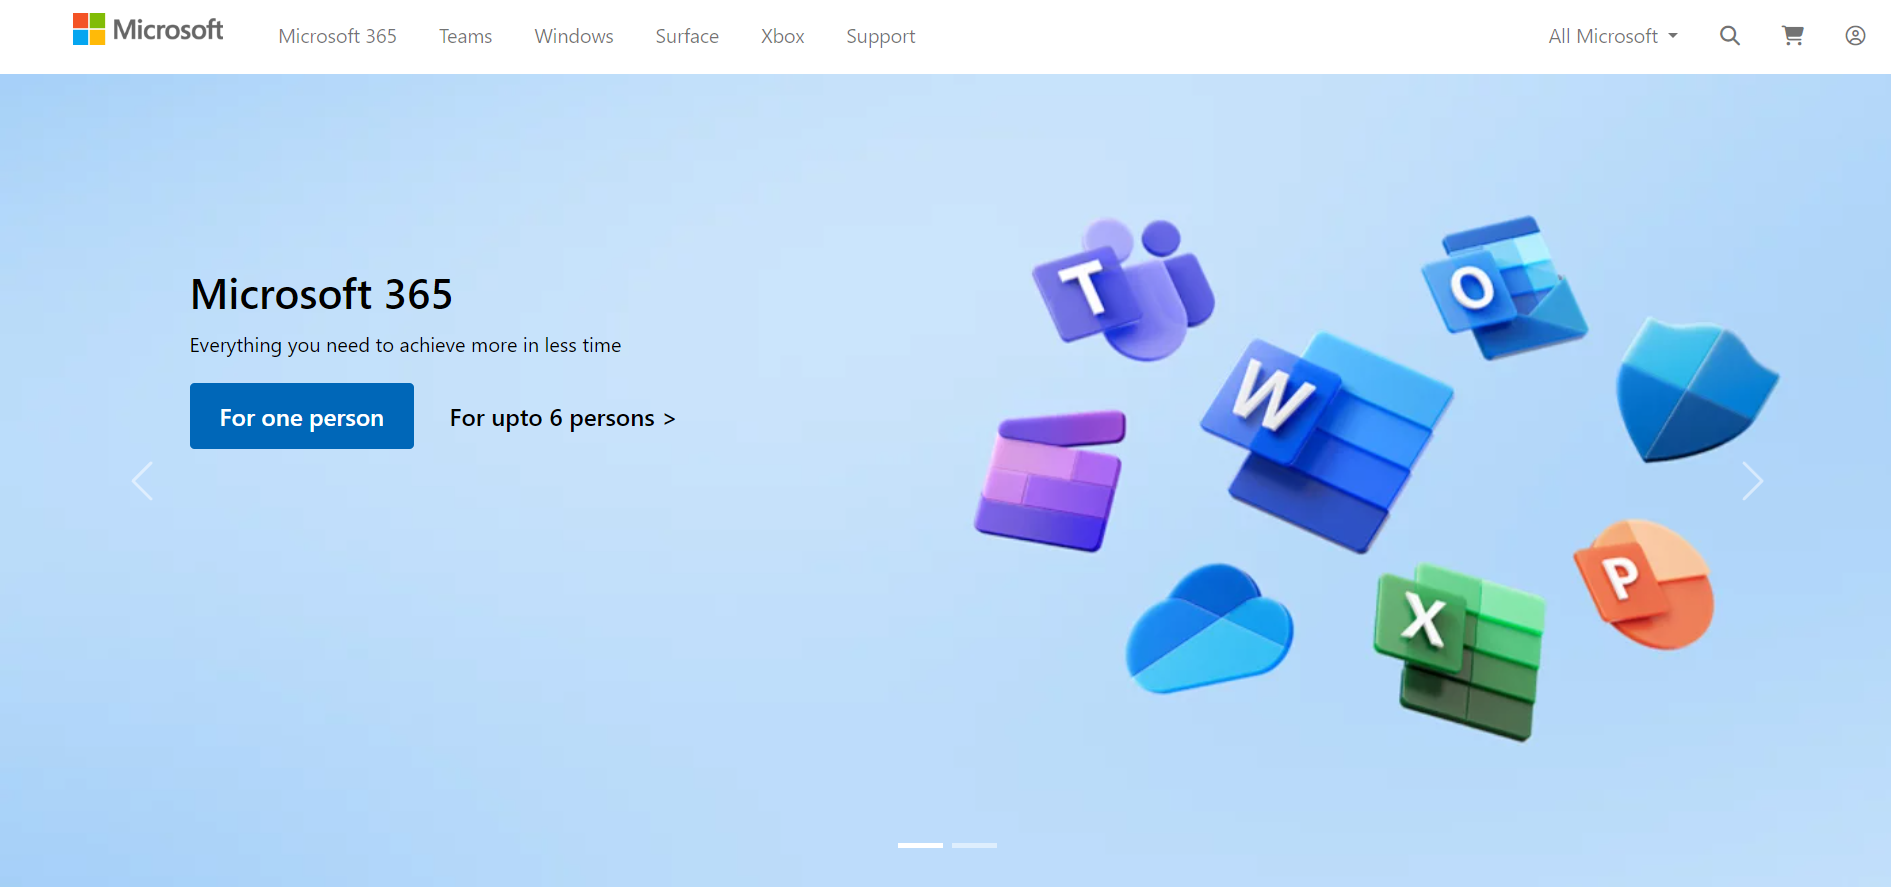 Microsoft Microsoft 365 Teams Windows Surface Xbox Support All Microsoft
Microsoft 365
Everything you need to achieve more in less time
For one person For upto 6 persons >
T
O
W
P
X